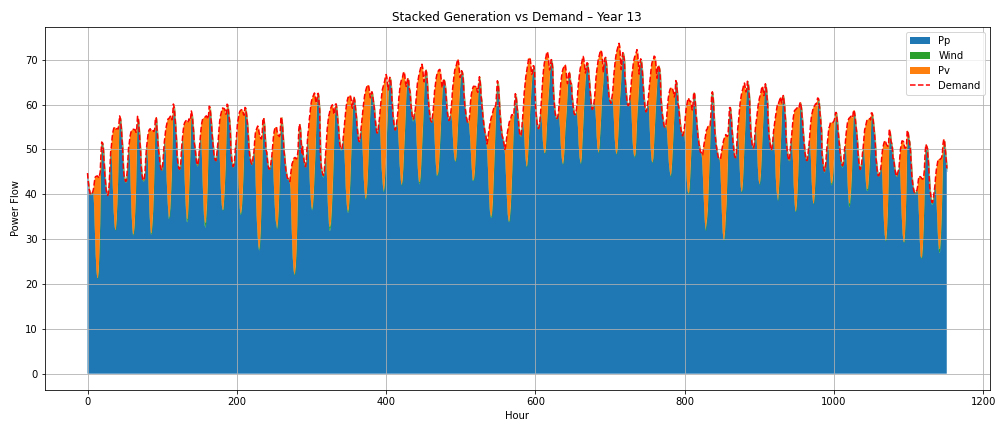 Stacked Generation vs Demand – Year 13
Pp
Wind
Pv
Demand
Power Flow
70
60
50
40
30
20
10
0
0 200 400 600 800 1000 1200
Hour